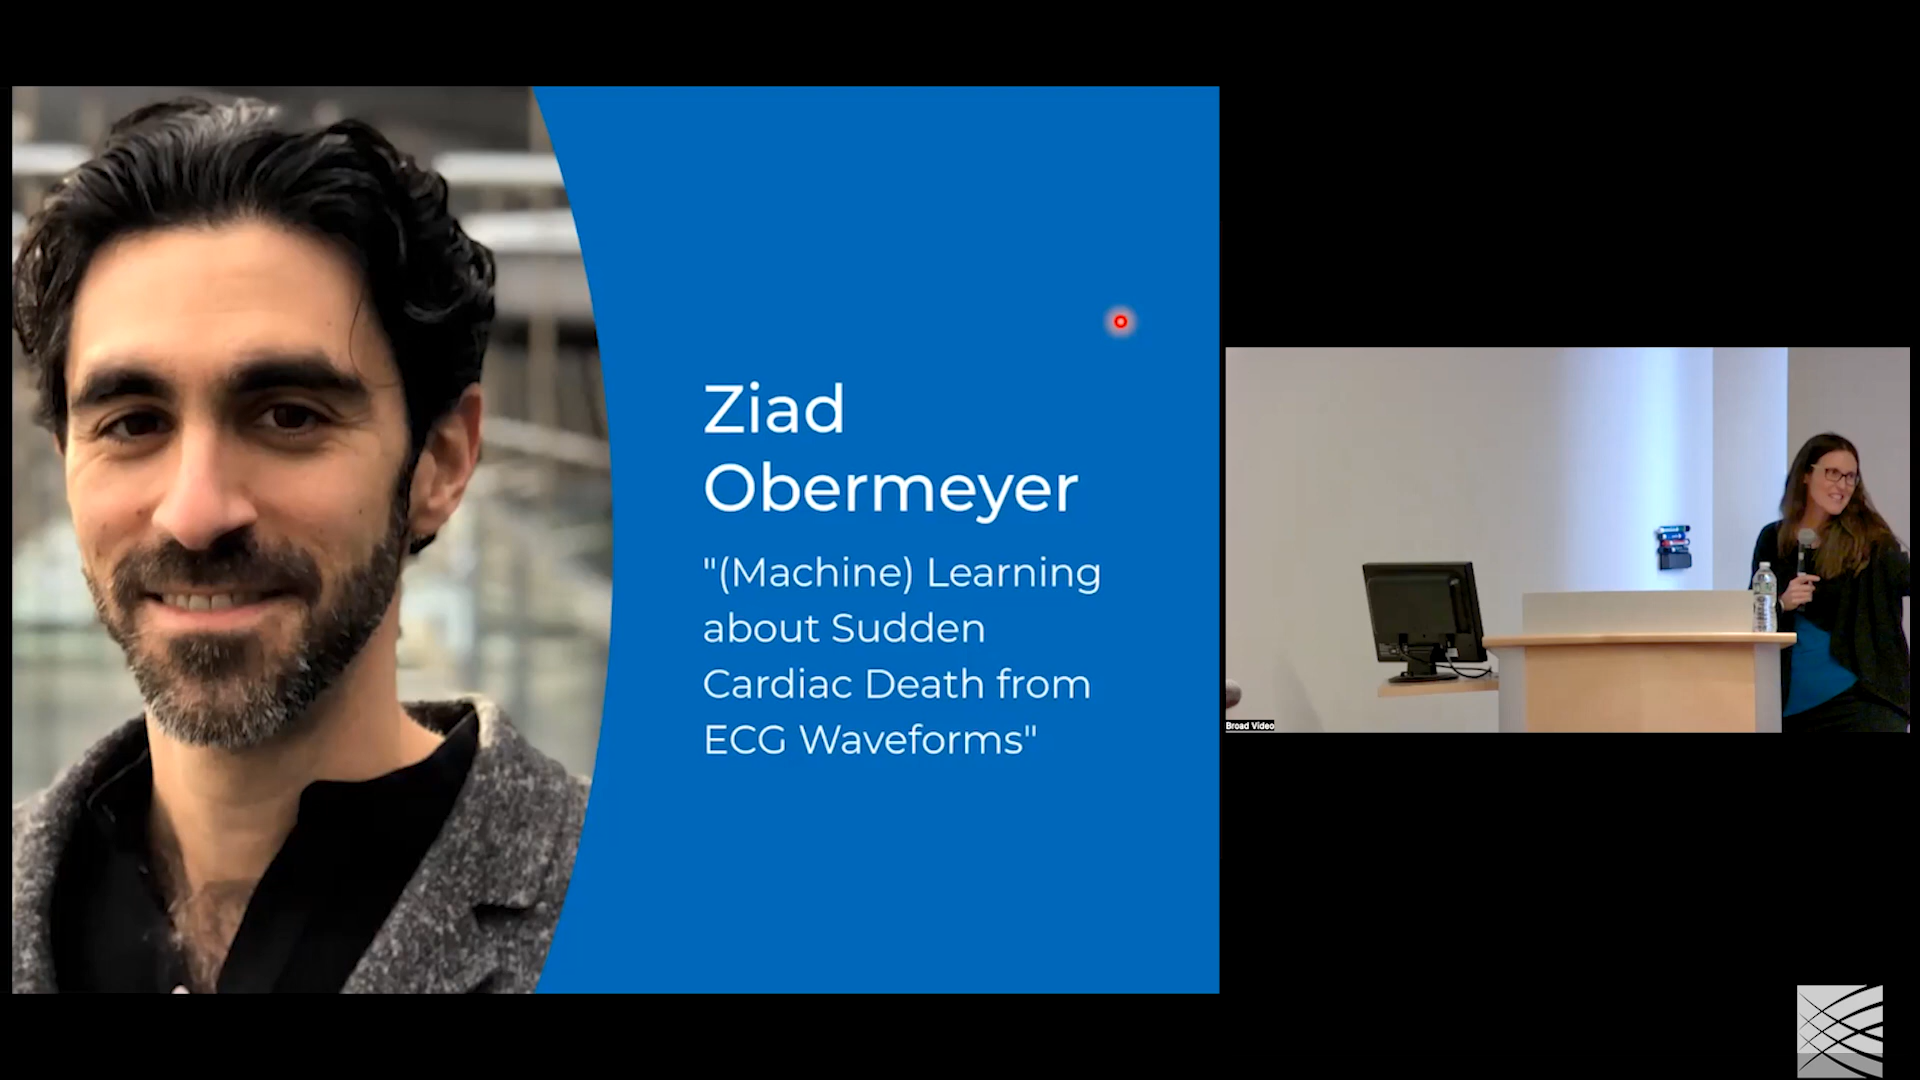 Ziad
Obermeyer
"(Machine) Learning
about Sudden
Cardiac Death from
ECG Waveforms"
Broad Video